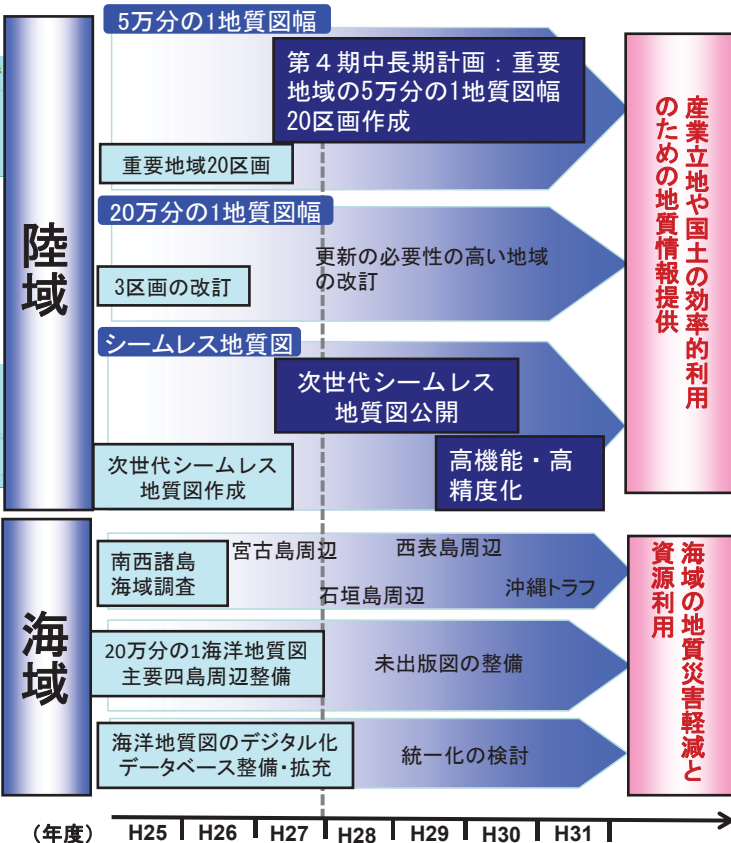 陸域
5万分の1地質図幅
第4期中長期計画：重要
地域の5万分の1地質図幅
20区画作成
重要地域20区画
20万分の1地質図幅
更新の必要性の高い地域
の改訂
3区画の改訂
シームレス地質図
次世代シームレス
地質図公開
次世代シームレス
地質図作成
高機能・高
精度化
産業立地や国土の効率的利用
のための地質情報提供
海域
南西諸島
海域調査
宮古島周辺
石垣島周辺
西表島周辺
沖縄トラフ
20万分の1海洋地質図
主要四島周辺整備
未出版図の整備
海洋地質図のデジタル化
データベース整備・拡充
統一化の検討
海域の地質災害軽減と
資源利用
（年度） H25 H26 H27 H28 H29 H30 H31